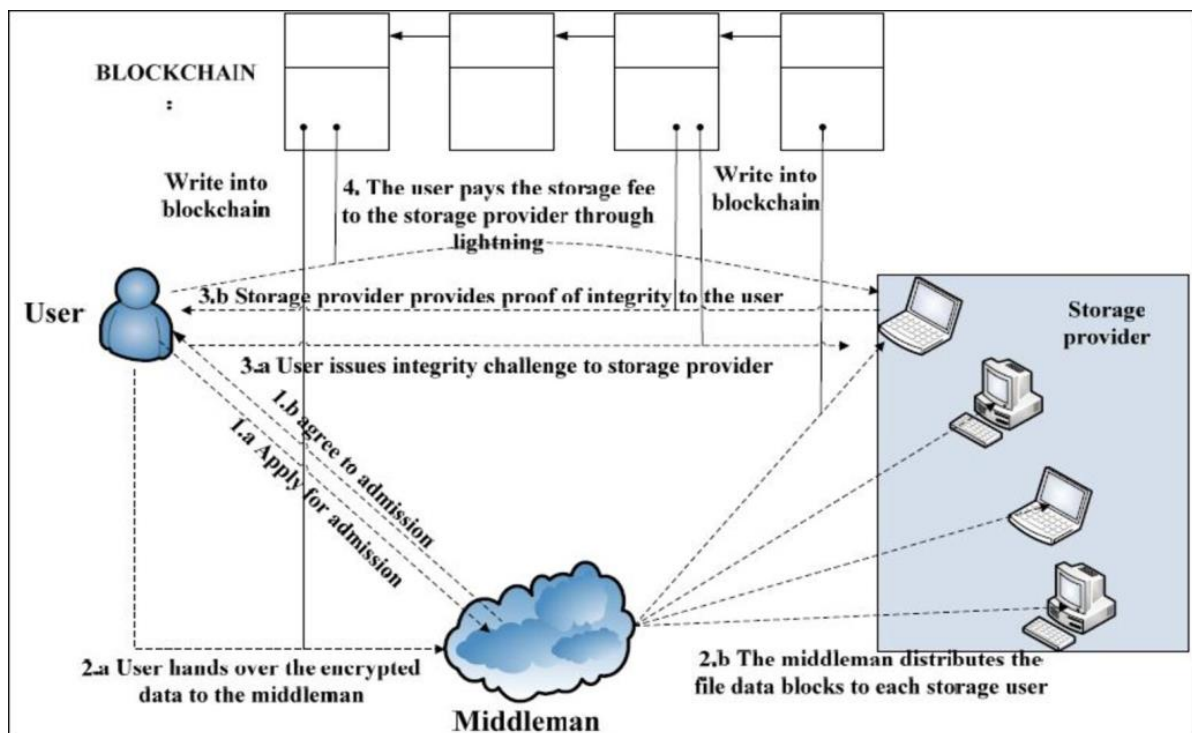 BLOCKCHAIN
:
Write into
blockchain
4. The user pays the storage fee
to the storage provider through
lightning
Write into
blockchain
User
3.b Storage provider provides proof of integrity to the user
3.a User issues integrity challenge to storage provider
Storage
provider
1.b agree to admission
1.a Apply for admission
2.a User hands over the encrypted
data to the middleman
Middleman
2.b The middleman distributes the
file data blocks to each storage user